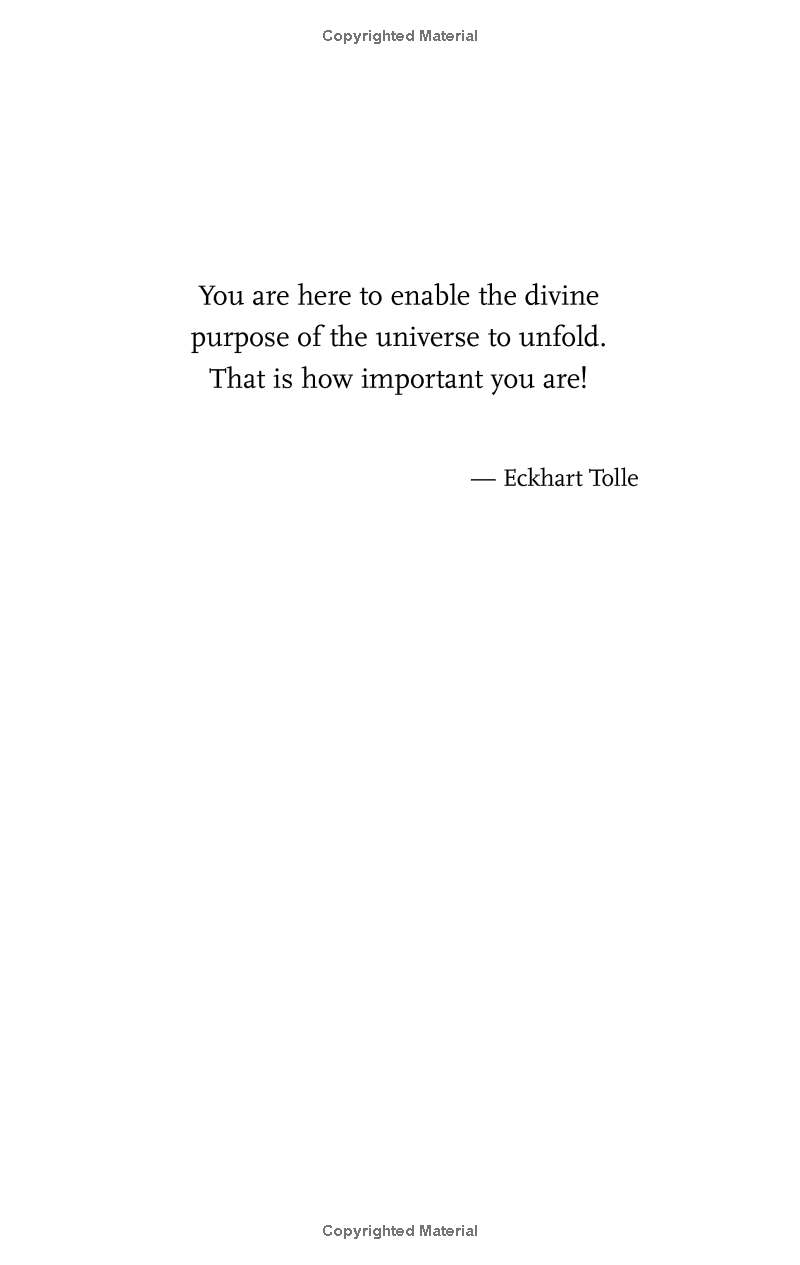 Copyrighted Material
You are here to enable the divine
purpose of the universe to unfold.
That is how important you are!
— Eckhart Tolle
Copyrighted Material